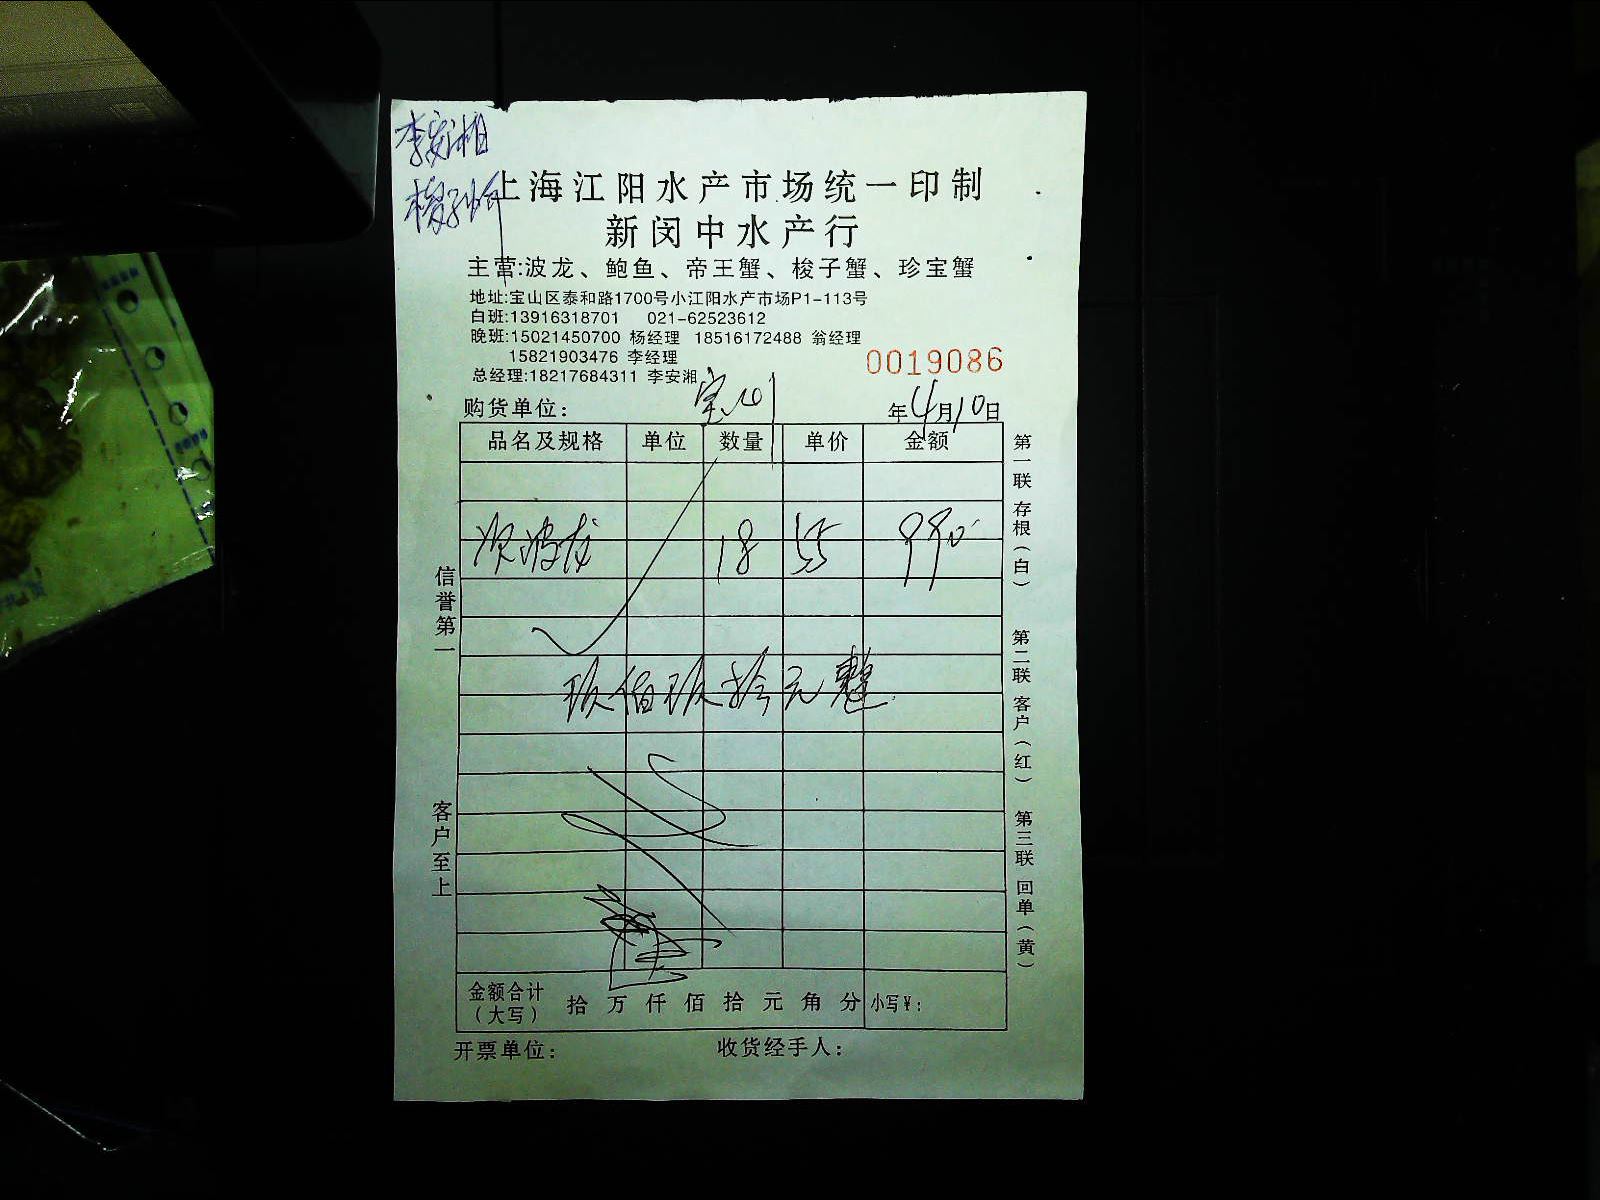 李安湘
梭子蟹
上海江阳水产市场统一印制
新闵中水产行
主营:波龙、鲍鱼、帝王蟹、梭子蟹、珍宝蟹
地址:宝山区泰和路1700号小江阳水产市场P1-113号
白班:13916318701 021-62523612
晚班:15021450700 杨经理 18516172488 翁经理
15821903476 李经理
总经理:18217684311 李安湘
0019086
购货单位: 年4月10日
品名及规格 单位 数量 单价 金额
波龙 18 55 990
玖佰玖拾元整
金额合计(大写) 拾 万 仟 佰 拾 元 角 分 小写¥:
开票单位: 收货经手人:
信誉第一
客户至上
第一联 存根(白)
第二联 客户(红)
第三联 回单(黄)